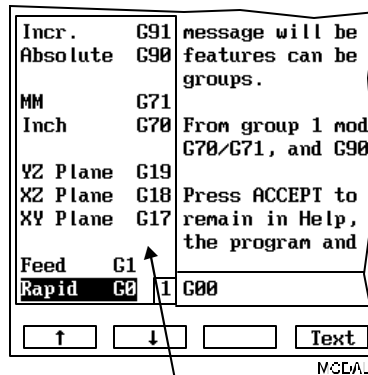 Incr. G91
Absolute G90
MM G71
Inch G70
YZ Plane G19
XZ Plane G18
XY Plane G17
Feed G1
Rapid G0 1
message will be
features can be
groups.
From group 1 mod
G70/G71, and G90
Press ACCEPT to
remain in Help,
the program and
G00
↑ ↓ Text